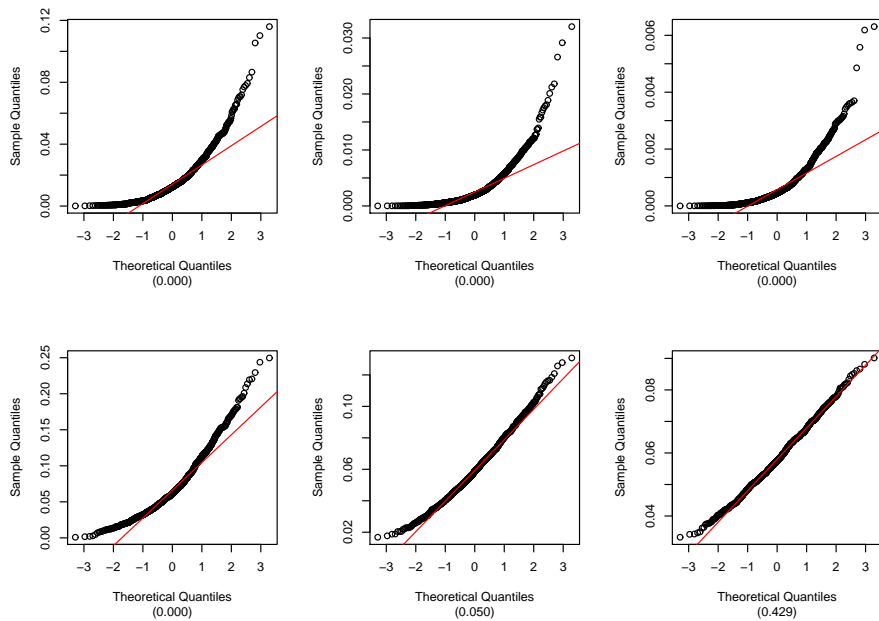 0.12
0.08
0.04
0.00
Sample Quantiles
−3 −2 −1 0 1 2 3
Theoretical Quantiles
(0.000)
0.030
0.020
0.010
0.000
Sample Quantiles
−3 −2 −1 0 1 2 3
Theoretical Quantiles
(0.000)
0.006
0.004
0.002
0.000
Sample Quantiles
−3 −2 −1 0 1 2 3
Theoretical Quantiles
(0.000)
0.25
0.20
0.15
0.10
0.05
0.00
Sample Quantiles
−3 −2 −1 0 1 2 3
Theoretical Quantiles
(0.000)
0.10
0.06
0.02
Sample Quantiles
−3 −2 −1 0 1 2 3
Theoretical Quantiles
(0.050)
0.08
0.06
0.04
Sample Quantiles
−3 −2 −1 0 1 2 3
Theoretical Quantiles
(0.429)